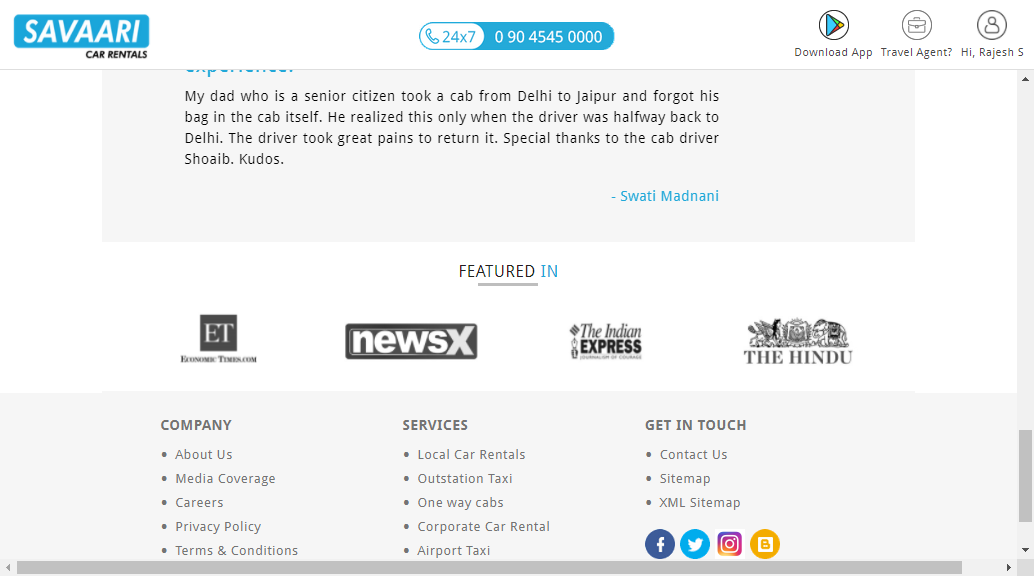 SAVAARI
CAR RENTALS
24x7 0 90 4545 0000
Download App Travel Agent? Hi, Rajesh S
experience!
My dad who is a senior citizen took a cab from Delhi to Jaipur and forgot his
bag in the cab itself. He realized this only when the driver was halfway back to
Delhi. The driver took great pains to return it. Special thanks to the cab driver
Shoaib. Kudos.
- Swati Madnani
FEATURED IN
ET
ECONOMIC TIMES.COM
newsX
The Indian
EXPRESS
JOURNALISM OF COURAGE
THE HINDU
COMPANY
• About Us
• Media Coverage
• Careers
• Privacy Policy
• Terms & Conditions
SERVICES
• Local Car Rentals
• Outstation Taxi
• One way cabs
• Corporate Car Rental
• Airport Taxi
GET IN TOUCH
• Contact Us
• Sitemap
• XML Sitemap